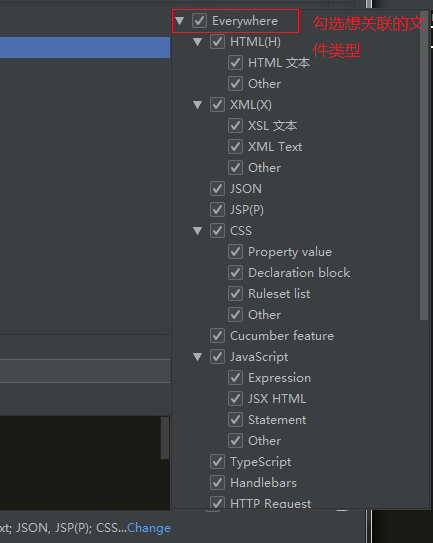 Everywhere
勾选想关联的文
件类型
HTML(H)
HTML 文本
Other
XML(X)
XSL 文本
XML Text
Other
JSON
JSP(P)
CSS
Property value
Declaration block
Ruleset list
Other
Cucumber feature
JavaScript
Expression
JSX HTML
Statement
Other
TypeScript
Handlebars
HTTP Request
xt; JSON, JSP(P); CSS...Change